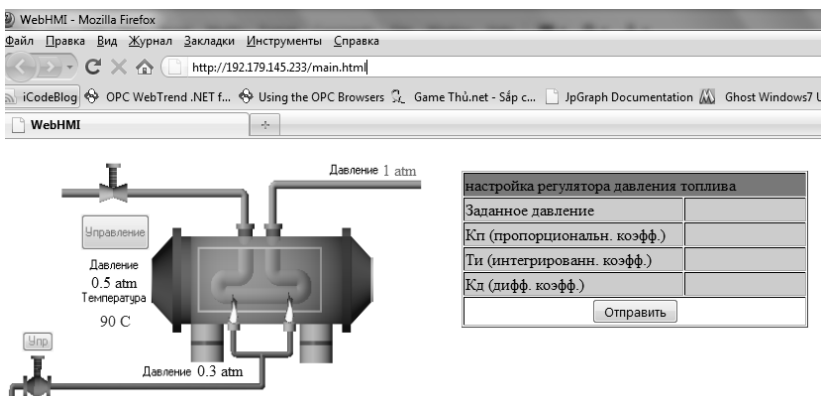 WebHMI - Mozilla Firefox
Файл Правка Вид Журнал Закладки Инструменты Справка
http://192.179.145.233/main.html
iCodeBlog OPC WebTrend .NET f... Using the OPC Browsers Game Thủ.net - Sắp c... JpGraph Documentation Ghost Windows7 U
WebHMI
Давление 1 atm
Управление
Давление
0.5 atm
Температура
90 C
Упр
Давление 0.3 atm
настройка регулятора давления топлива
Заданное давление
Кп (пропорциональн. коэфф.)
Ти (интегрированн. коэфф.)
Кд (дифф. коэфф.)
Отправить